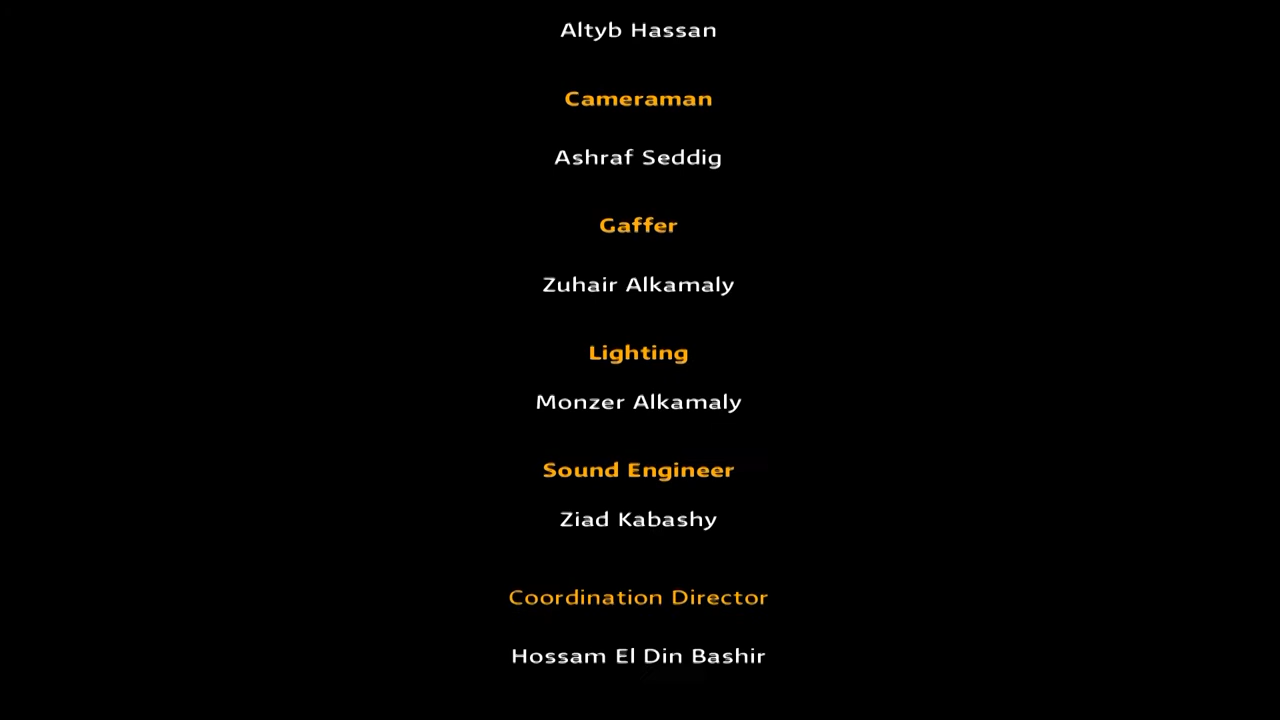 Altyb Hassan
Cameraman
Ashraf Seddig
Gaffer
Zuhair Alkamaly
Lighting
Monzer Alkamaly
Sound Engineer
Ziad Kabashy
Coordination Director
Hossam El Din Bashir